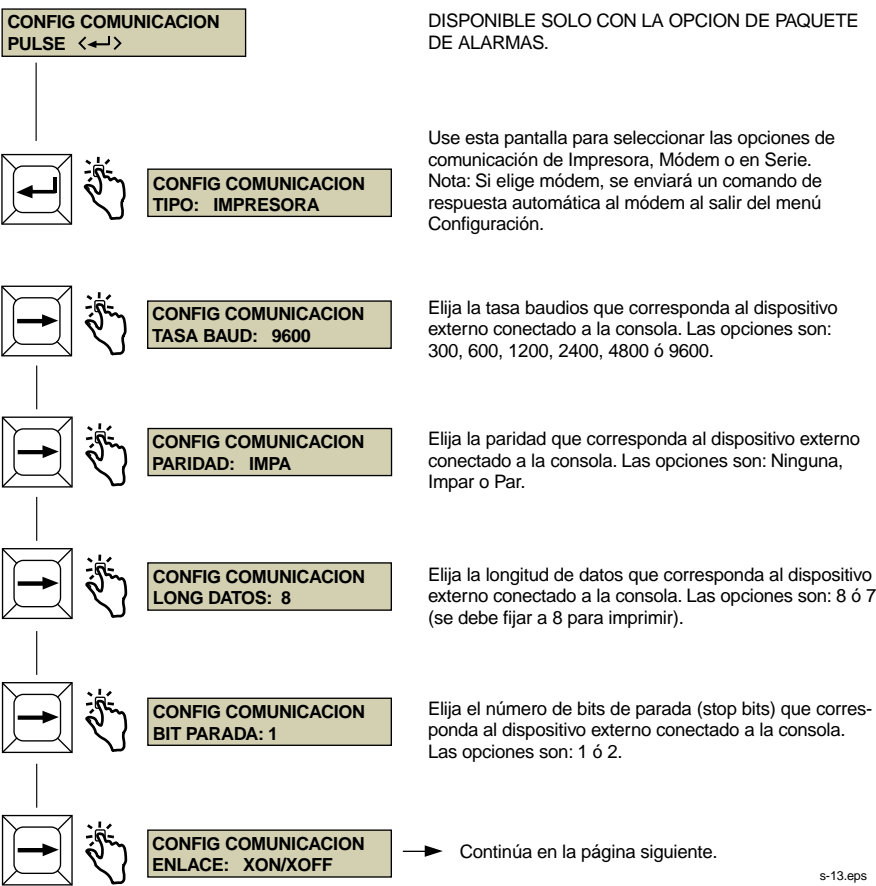 CONFIG COMUNICACION
PULSE <↵>
DISPONIBLE SOLO CON LA OPCION DE PAQUETE
DE ALARMAS.
Use esta pantalla para seleccionar las opciones de
comunicación de Impresora, Módem o en Serie.
Nota: Si elige módem, se enviará un comando de
respuesta automática al módem al salir del menú
Configuración.
CONFIG COMUNICACION
TIPO: IMPRESORA
CONFIG COMUNICACION
TASA BAUD: 9600
Elija la tasa baudios que corresponda al dispositivo
externo conectado a la consola. Las opciones son:
300, 600, 1200, 2400, 4800 ó 9600.
CONFIG COMUNICACION
PARIDAD: IMPA
Elija la paridad que corresponda al dispositivo externo
conectado a la consola. Las opciones son: Ninguna,
Impar o Par.
CONFIG COMUNICACION
LONG DATOS: 8
Elija la longitud de datos que corresponda al dispositivo
externo conectado a la consola. Las opciones son: 8 ó 7
(se debe fijar a 8 para imprimir).
CONFIG COMUNICACION
BIT PARADA: 1
Elija el número de bits de parada (stop bits) que corres-
ponda al dispositivo externo conectado a la consola.
Las opciones son: 1 ó 2.
CONFIG COMUNICACION
ENLACE: XON/XOFF
Continúa en la página siguiente.
s-13.eps